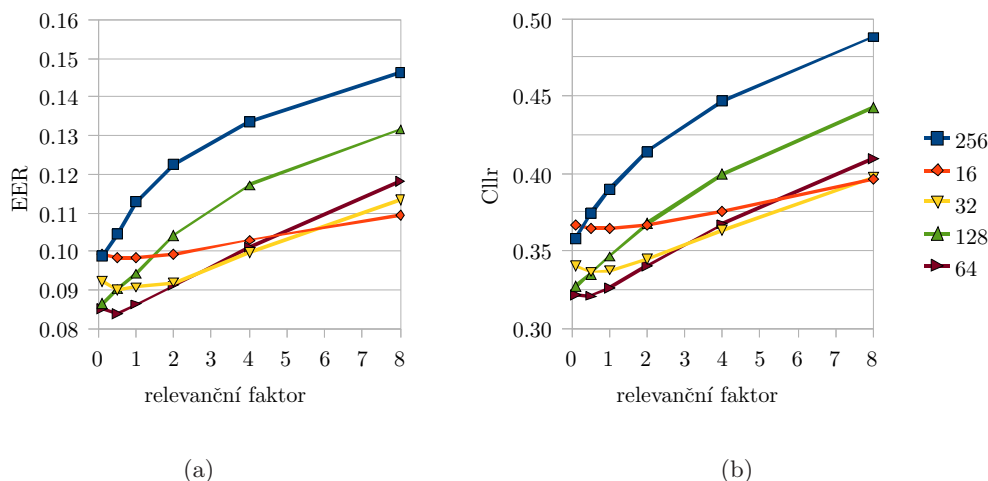 0.16
0.15
0.14
0.13
0.12
0.11
0.10
0.09
0.08
EER
0 1 2 3 4 5 6 7 8
relevanční faktor
(a)
0.50
0.45
0.40
0.35
0.30
Cllr
0 1 2 3 4 5 6 7 8
relevanční faktor
(b)
256
16
32
128
64